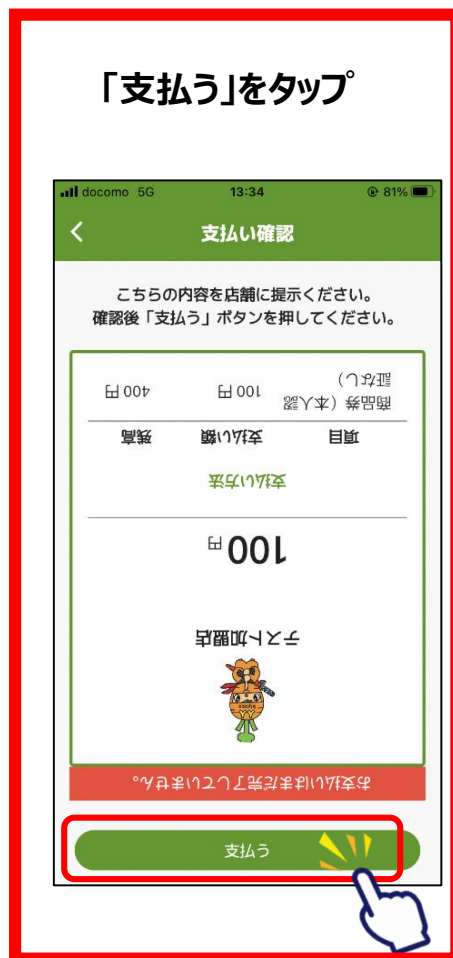 「支払う」をタップ
docomo 5G 13:34 81%
支払い確認
こちらの内容を店舗に提示ください。
確認後「支払う」ボタンを押してください。
お支払いはまだ完了していません。
テスト加盟店
100円
支払い方法
項目 支払い額 残高
商品券（本人認 100円 400円
証なし）
支払う